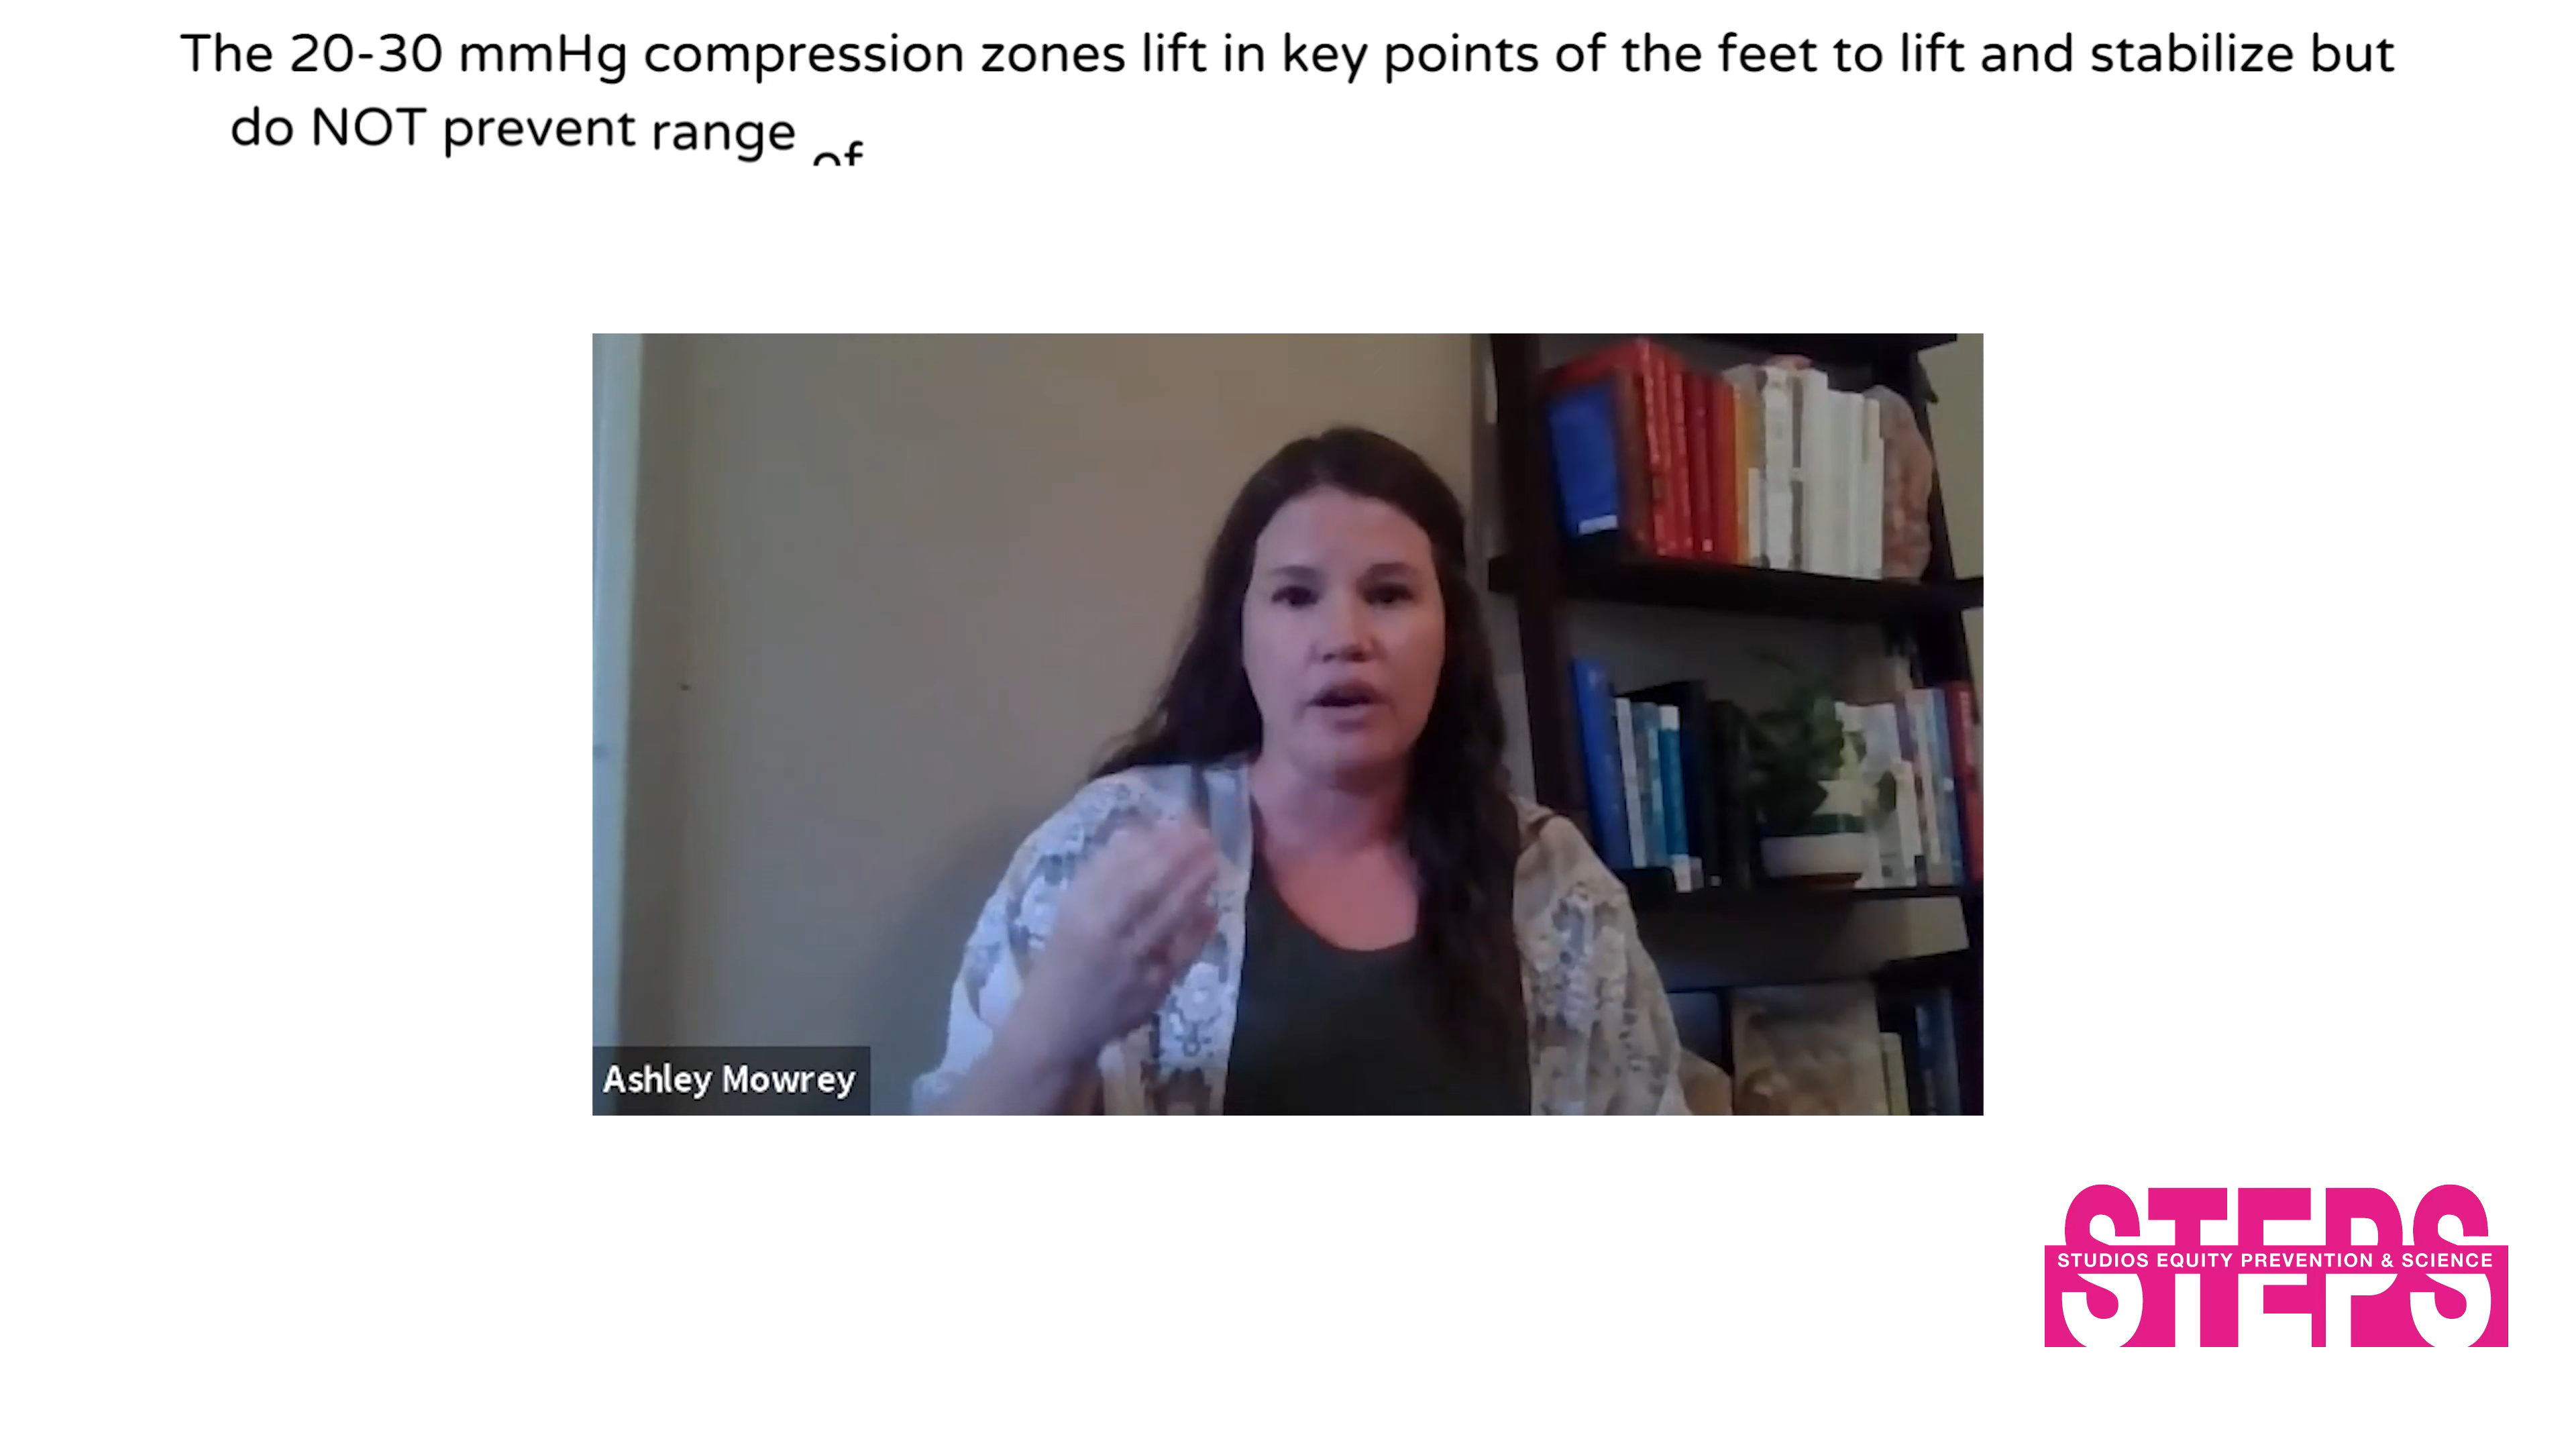 The 20-30 mmHg compression zones lift in key points of the feet to lift and stabilize but
do NOT prevent range of
Ashley Mowrey
STEPS
STUDIOS EQUITY PREVENTION & SCIENCE